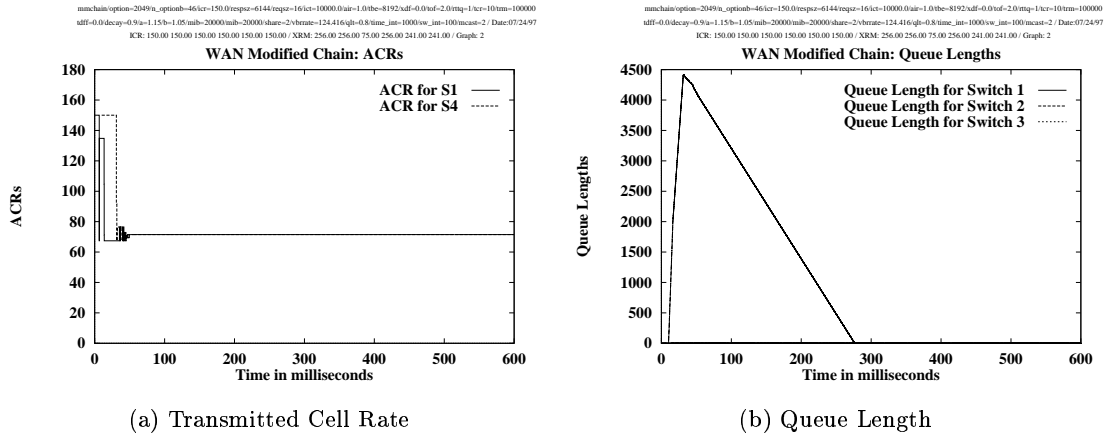 mmchain/option=2049/n_optionb=46/icr=150.0/respsz=6144/reqsz=16/ict=10000.0/air=1.0/tbe=8192/xdf=0.0/tof=2.0/rttq=1/tcr=10/trm=100000
tdff=0.0/decay=0.9/a=1.15/b=1.05/mib=20000/mib=20000/share=2/vbrrate=124.416/qlt=0.8/time_int=1000/sw_int=100/mcast=2 / Date:07/24/97
ICR: 150.00 150.00 150.00 150.00 150.00 150.00 / XRM: 256.00 256.00 75.00 256.00 241.00 241.00 / Graph: 2
WAN Modified Chain: ACRs
180
160
140
120
100
80
60
40
20
0
ACRs
ACR for S1
ACR for S4
0 100 200 300 400 500 600
Time in milliseconds
(a) Transmitted Cell Rate
mmchain/option=2049/n_optionb=46/icr=150.0/respsz=6144/reqsz=16/ict=10000.0/air=1.0/tbe=8192/xdf=0.0/tof=2.0/rttq=1/tcr=10/trm=100000
tdff=0.0/decay=0.9/a=1.15/b=1.05/mib=20000/mib=20000/share=2/vbrrate=124.416/qlt=0.8/time_int=1000/sw_int=100/mcast=2 / Date:07/24/97
ICR: 150.00 150.00 150.00 150.00 150.00 150.00 / XRM: 256.00 256.00 75.00 256.00 241.00 241.00 / Graph: 2
WAN Modified Chain: Queue Lengths
4500
4000
3500
3000
2500
2000
1500
1000
500
0
Queue Lengths
Queue Length for Switch 1
Queue Length for Switch 2
Queue Length for Switch 3
0 100 200 300 400 500 600
Time in milliseconds
(b) Queue Length